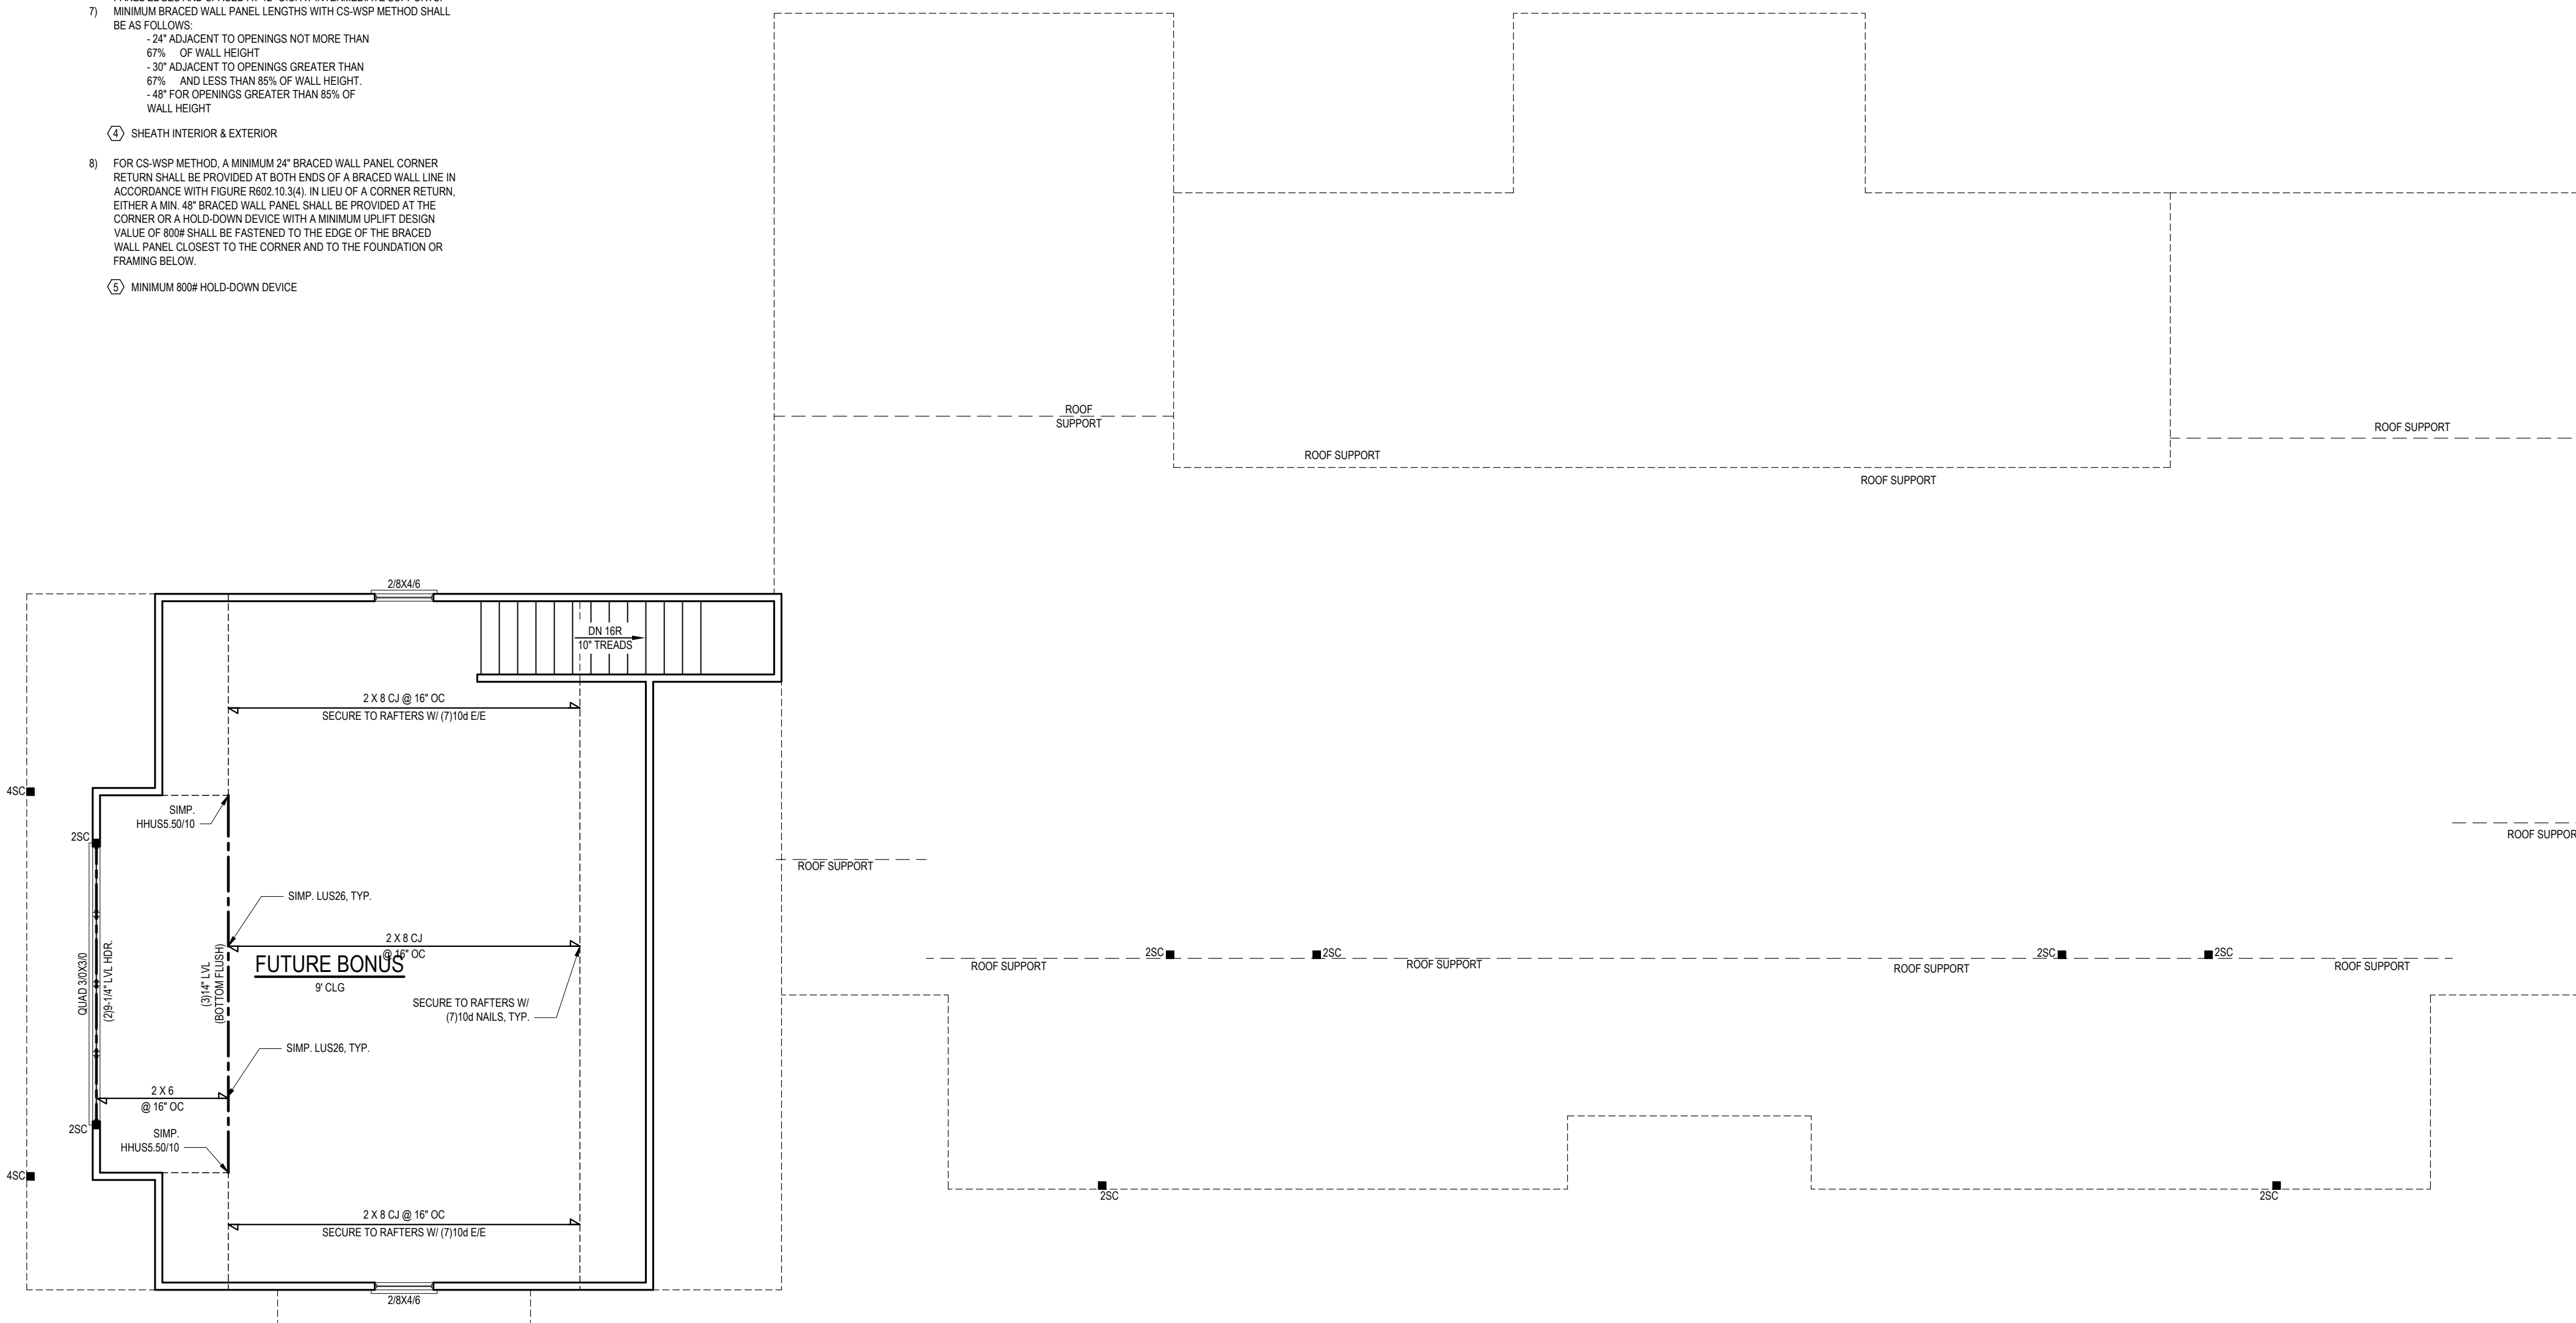 7) MINIMUM BRACED WALL PANEL LENGTHS WITH CS-WSP METHOD SHALL
BE AS FOLLOWS:
- 24" ADJACENT TO OPENINGS NOT MORE THAN
67% OF WALL HEIGHT
- 30" ADJACENT TO OPENINGS GREATER THAN
67% AND LESS THAN 85% OF WALL HEIGHT.
- 48" FOR OPENINGS GREATER THAN 85% OF
WALL HEIGHT
4 SHEATH INTERIOR & EXTERIOR
8) FOR CS-WSP METHOD, A MINIMUM 24" BRACED WALL PANEL CORNER
RETURN SHALL BE PROVIDED AT BOTH ENDS OF A BRACED WALL LINE IN
ACCORDANCE WITH FIGURE R602.10.3(4). IN LIEU OF A CORNER RETURN,
EITHER A MIN. 48" BRACED WALL PANEL SHALL BE PROVIDED AT THE
CORNER OR A HOLD-DOWN DEVICE WITH A MINIMUM UPLIFT DESIGN
VALUE OF 800# SHALL BE FASTENED TO THE EDGE OF THE BRACED
WALL PANEL CLOSEST TO THE CORNER AND TO THE FOUNDATION OR
FRAMING BELOW.
5 MINIMUM 800# HOLD-DOWN DEVICE
ROOF
SUPPORT
ROOF SUPPORT
ROOF SUPPORT
ROOF SUPPORT
2/8X4/6
DN 16R
10" TREADS
2 X 8 CJ @ 16" OC
SECURE TO RAFTERS W/ (7)10d E/E
4SC
SIMP.
HHUS5.50/10
2SC
ROOF SUPPOR
ROOF SUPPORT
SIMP. LUS26, TYP.
2 X 8 CJ
@ 16" OC
FUTURE BONUS
9' CLG
QUAD 3/0X3/0
(2)9-1/4" LVL HDR.
(3)14" LVL
(BOTTOM FLUSH)
SECURE TO RAFTERS W/
(7)10d NAILS, TYP.
ROOF SUPPORT
2SC
2SC
ROOF SUPPORT
ROOF SUPPORT
2SC
2SC
ROOF SUPPORT
SIMP. LUS26, TYP.
2 X 6
@ 16" OC
2SC
SIMP.
HHUS5.50/10
4SC
2SC
2SC
2 X 8 CJ @ 16" OC
SECURE TO RAFTERS W/ (7)10d E/E
2/8X4/6